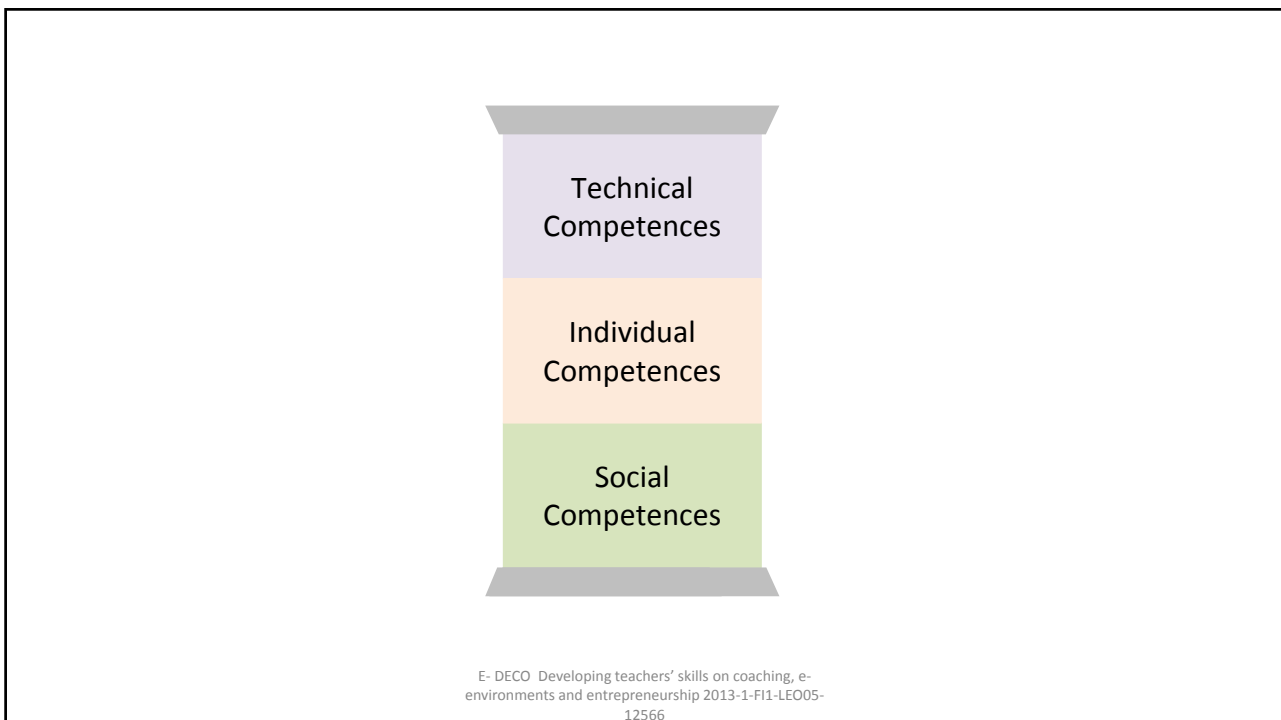 Technical
Competences
Individual
Competences
Social
Competences
E- DECO  Developing teachers' skills on coaching, e-
environments and entrepreneurship 2013-1-FI1-LEO05-
12566